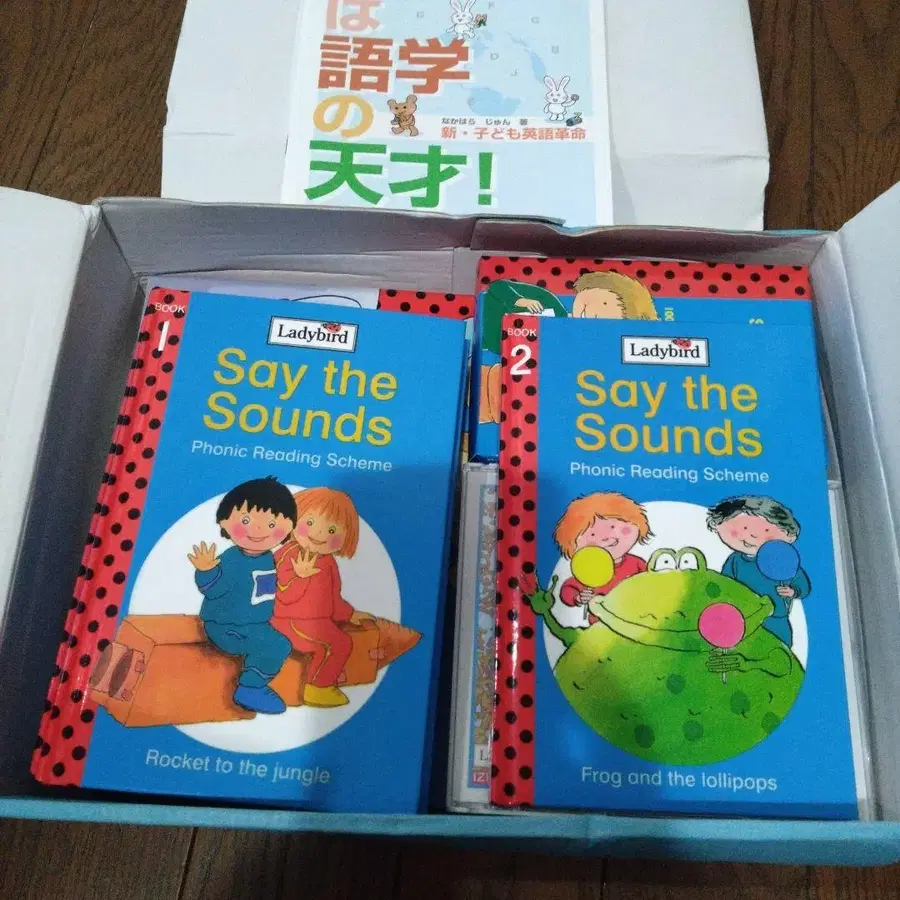 は
語学
の
なかはら じゅん 著
新・子ども英語革命
天才!
BOOK
1
Ladybird
Say the
Sounds
Phonic Reading Scheme
Rocket to the jungle
BOOK
2
Ladybird
Say the
Sounds
Phonic Reading Scheme
Frog and the lollipops